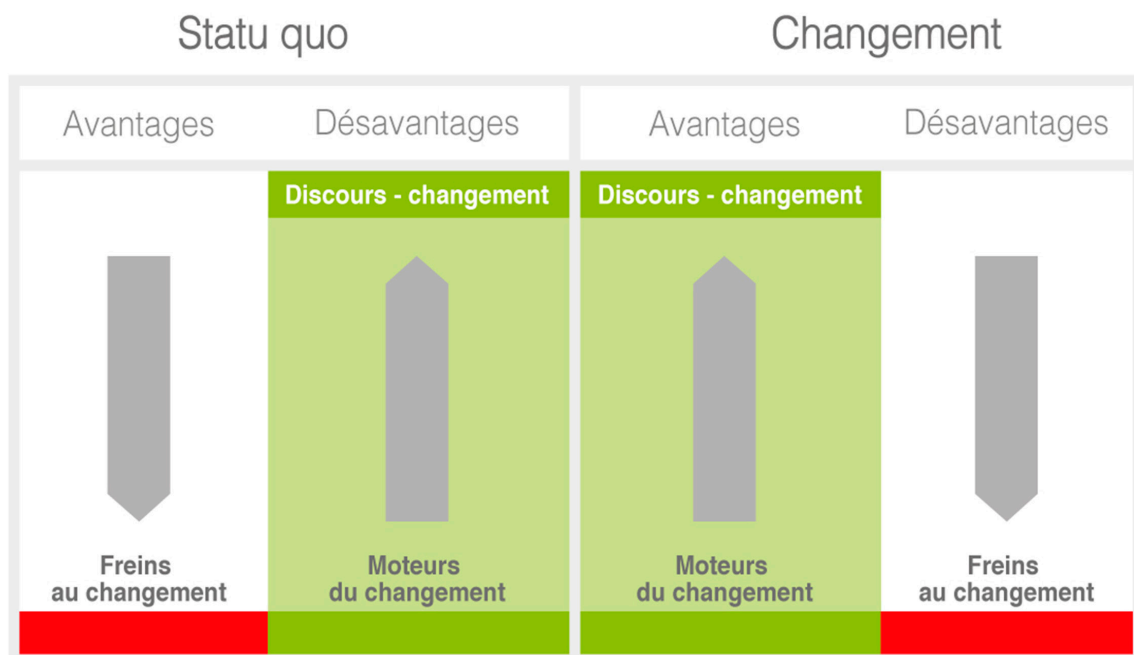 Statu quo
Changement
Avantages
Désavantages
Avantages
Désavantages
Discours - changement
Discours - changement
Freins
au changement
Moteurs
du changement
Moteurs
du changement
Freins
au changement